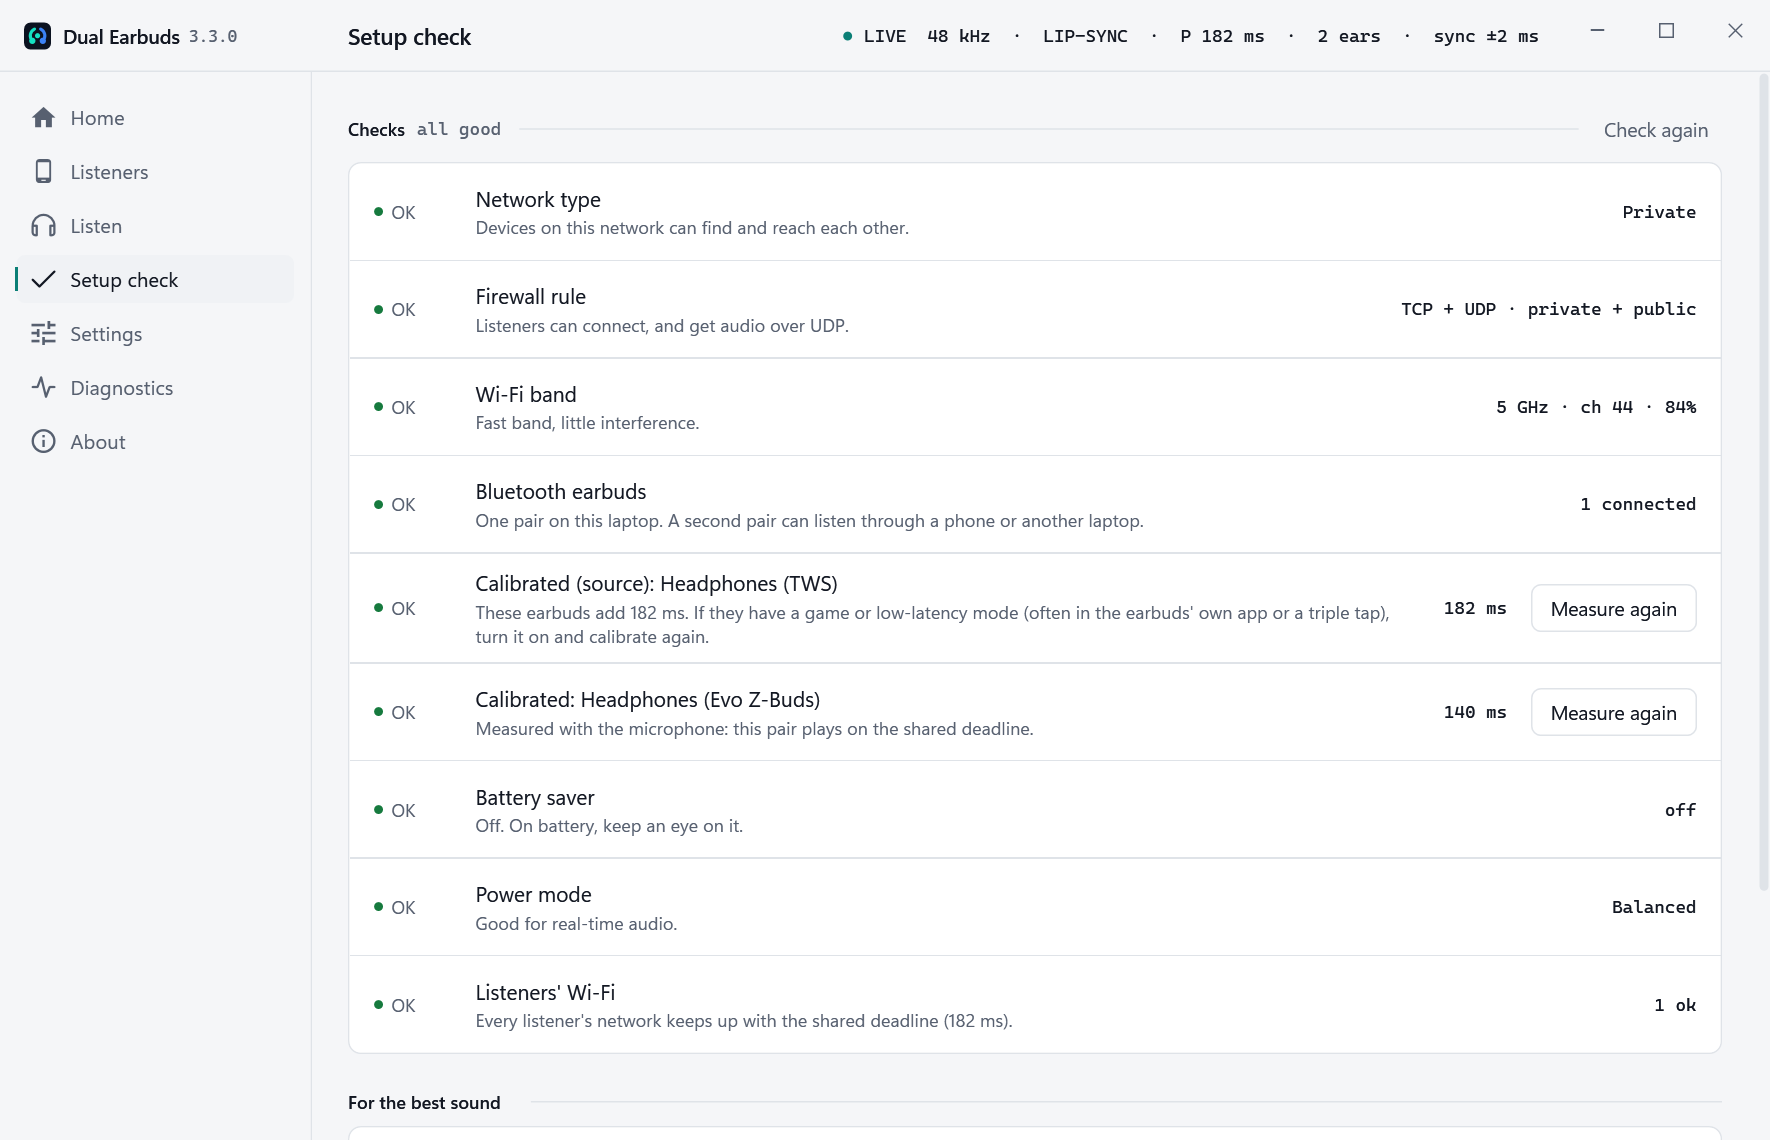 Dual Earbuds 3.3.0
Setup check
LIVE 48 kHz · LIP-SYNC · P 182 ms · 2 ears · sync ±2 ms
Home
Listeners
Listen
Setup check
Settings
Diagnostics
About
Checks all good
Check again
OK
Network type
Devices on this network can find and reach each other.
Private
OK
Firewall rule
Listeners can connect, and get audio over UDP.
TCP + UDP · private + public
OK
Wi-Fi band
Fast band, little interference.
5 GHz · ch 44 · 84%
OK
Bluetooth earbuds
One pair on this laptop. A second pair can listen through a phone or another laptop.
1 connected
OK
Calibrated (source): Headphones (TWS)
These earbuds add 182 ms. If they have a game or low-latency mode (often in the earbuds' own app or a triple tap),
turn it on and calibrate again.
182 ms
Measure again
OK
Calibrated: Headphones (Evo Z-Buds)
Measured with the microphone: this pair plays on the shared deadline.
140 ms
Measure again
OK
Battery saver
Off. On battery, keep an eye on it.
off
OK
Power mode
Good for real-time audio.
Balanced
OK
Listeners' Wi-Fi
Every listener's network keeps up with the shared deadline (182 ms).
1 ok
For the best sound